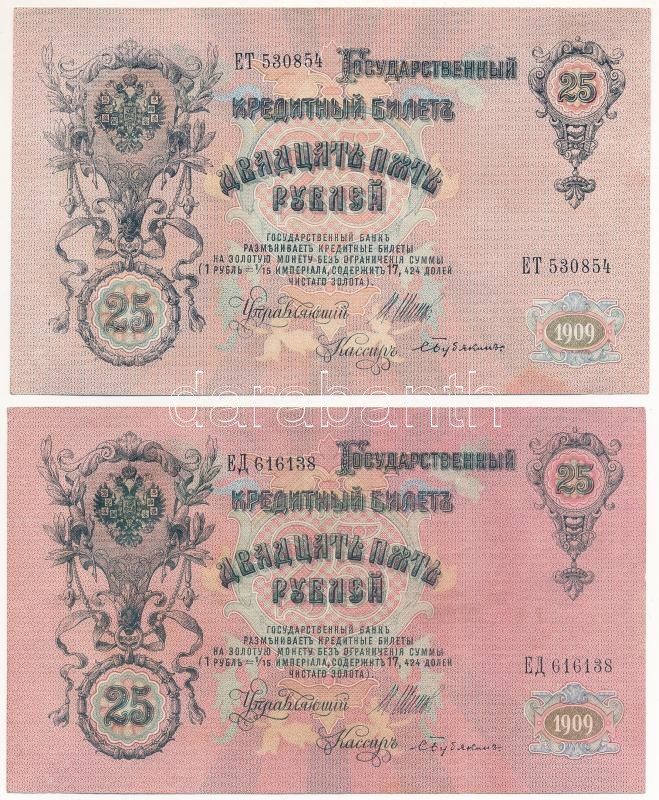 ЕТ 530854 Государственный
25
Кредитный Билетъ
Двадцать пять
рублей
Государственный банкъ
размѣниваетъ кредитные билеты
на золотую монету безъ ограниченія суммы
(1 рубль = 1/15 имперіала, содержитъ 17,424 долей
чистаго золота).
ЕТ 530854
25
Управляющій
Кассиръ
1909
darabanth
ЕД 616138 Государственный
25
Кредитный Билетъ
Двадцать пять
рублей
Государственный банкъ
размѣниваетъ кредитные билеты
на золотую монету безъ ограниченія суммы
(1 рубль = 1/15 имперіала, содержитъ 17,424 долей
чистаго золота).
ЕД 616138
25
Управляющій
Кассиръ
1909